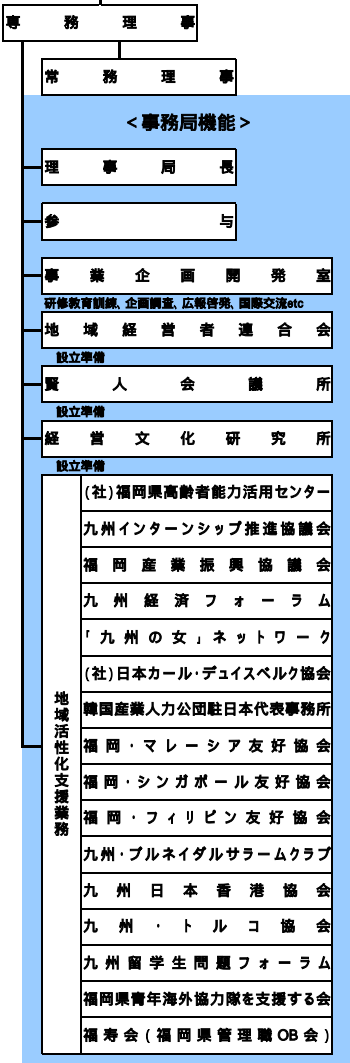 専務理事
常務理事
＜事務局機能＞
理事局長
参与
事業企画開発室
研修教育訓練、企画調査、広報啓発、国際交流etc
地域経営者連合会
設立準備
賢人会議所
設立準備
経営文化研究所
設立準備
地域活性化支援業務
(社)福岡県高齢者能力活用センター
九州インターンシップ推進協議会
福岡産業振興協議会
九州経済フォーラム
「九州の女」ネットワーク
(社)日本カール・デュイスベルク協会
韓国産業人力公団駐日本代表事務所
福岡・マレーシア友好協会
福岡・シンガポール友好協会
福岡・フィリピン友好協会
九州・ブルネイダルサラームクラブ
九州日本香港協会
九州・トルコ協会
九州留学生問題フォーラム
福岡県青年海外協力隊を支援する会
福寿会(福岡県管理職OB会)